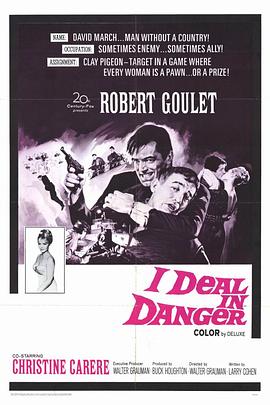 NAME: DAVID MARCH...MAN WITHOUT A COUNTRY!
OCCUPATION: SOMETIMES ENEMY...SOMETIMES ALLY!
ASSIGNMENT: CLAY PIGEON–TARGET IN A GAME WHERE
EVERY WOMAN IS A PAWN...OR A PRIZE!
20th
Century-Fox
presents
ROBERT GOULET
I DEAL
IN
DANGER
COLOR by DELUXE
CO-STARRING
CHRISTINE CARERE
Executive Producer
WALTER GRAUMAN
Produced by
BUCK HOUGHTON
Directed by
WALTER GRAUMAN
Written by
LARRY COHEN